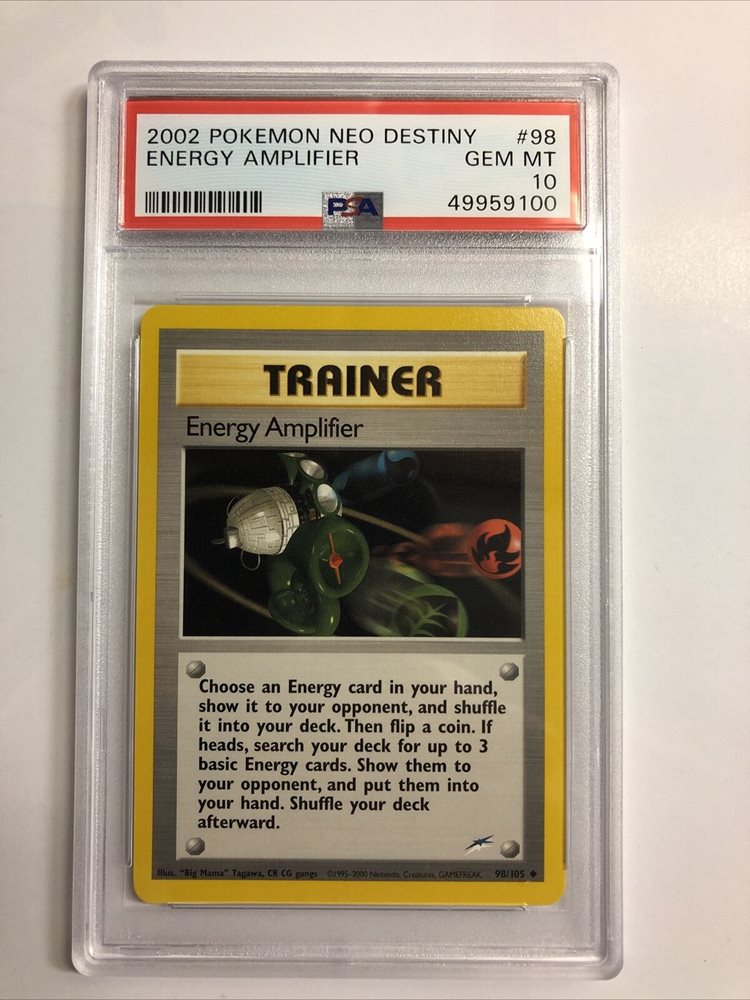 2002 POKEMON NEO DESTINY #98
ENERGY AMPLIFIER GEM MT
10
PSA 49959100
TRAINER
Energy Amplifier
Choose an Energy card in your hand,
show it to your opponent, and shuffle
it into your deck. Then flip a coin. If
heads, search your deck for up to 3
basic Energy cards. Show them to
your opponent, and put them into
your hand. Shuffle your deck
afterward.
Illus. "Big Mama" Tagawa, CR CG gangs ©1995-2000 Nintendo, Creatures, GAMEFREAK. 98/105 ◆